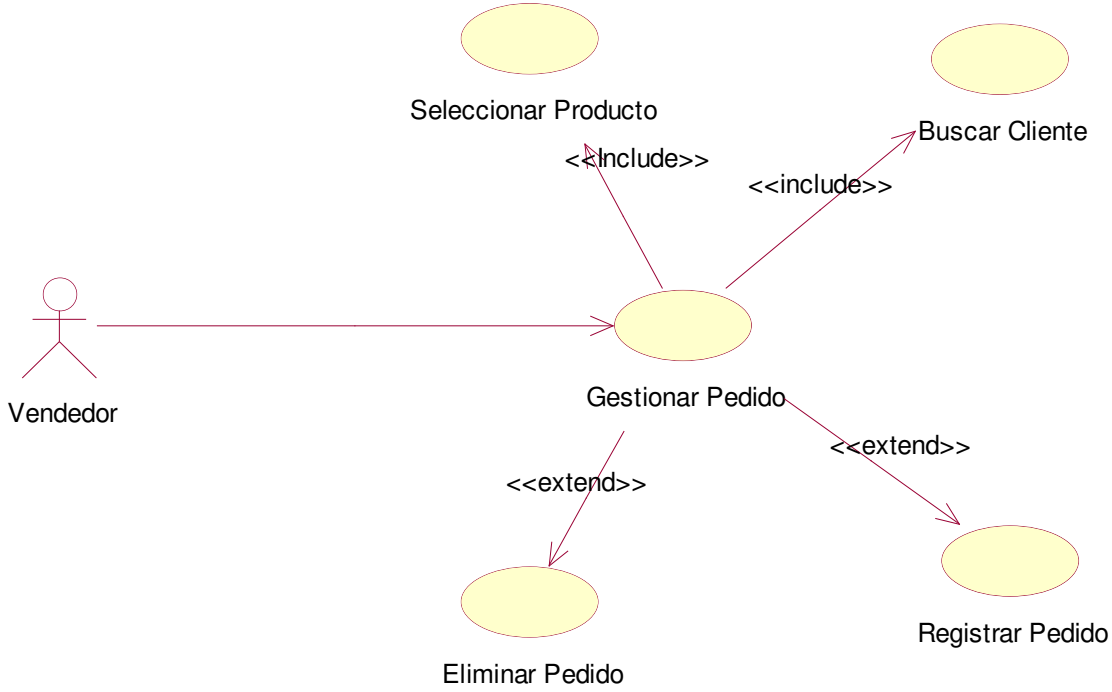 Seleccionar Producto
Buscar Cliente
<<Include>>
<<include>>
Vendedor
Gestionar Pedido
<<extend>>
<<extend>>
Registrar Pedido
Eliminar Pedido